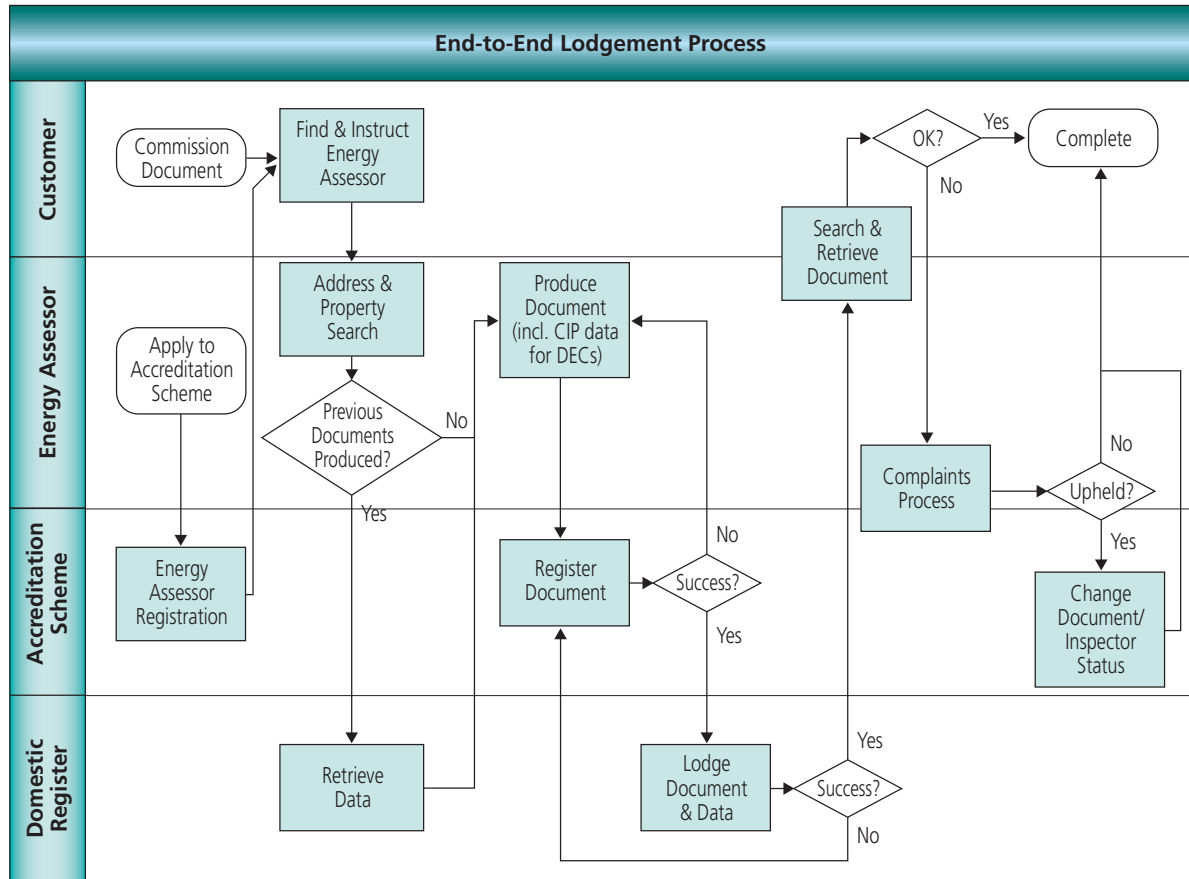 End-to-End Lodgement Process
Customer
Commission
Document
Find & Instruct
Energy
Assessor
OK?
Yes
No
Complete
Search &
Retrieve
Document
Energy Assessor
Address &
Property
Search
Produce
Document
(incl. CIP data
for DECs)
Apply to
Accreditation
Scheme
Previous
Documents
Produced?
No
Yes
Complaints
Process
No
Upheld?
Yes
Accreditation
Scheme
Energy
Assessor
Registration
Register
Document
No
Success?
Yes
Change
Document/
Inspector
Status
Domestic
Register
Retrieve
Data
Lodge
Document
& Data
Yes
Success?
No